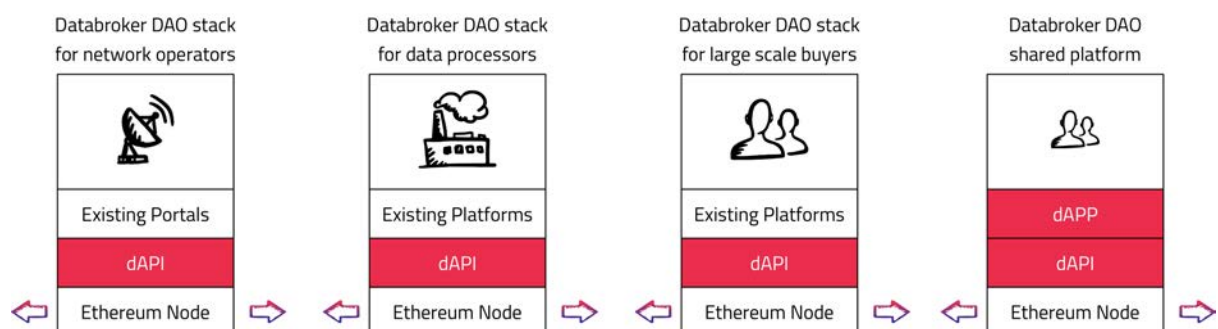 Databroker DAO stack
for network operators
Existing Portals
dAPI
Ethereum Node
Databroker DAO stack
for data processors
Existing Platforms
dAPI
Ethereum Node
Databroker DAO stack
for large scale buyers
Existing Platforms
dAPI
Ethereum Node
Databroker DAO
shared platform
dAPP
dAPI
Ethereum Node